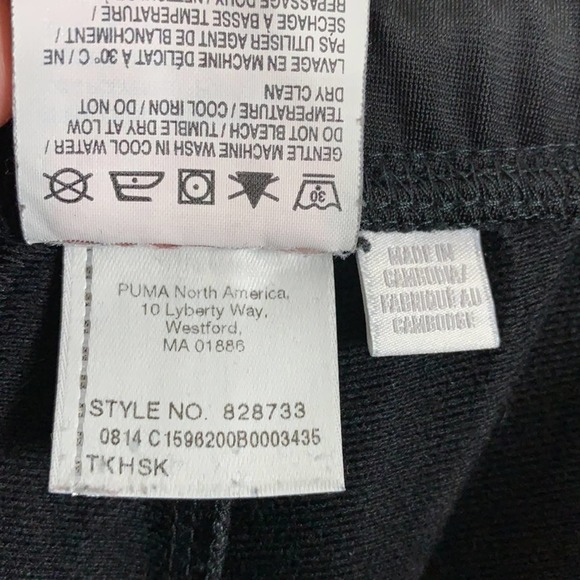 GENTLE MACHINE WASH IN COOL WATER /
DO NOT BLEACH / TUMBLE DRY AT LOW
TEMPERATURE / COOL IRON / DO NOT
DRY CLEAN
LAVAGE EN MACHINE DÉLICAT À 30° C / NE
PAS UTILISER AGENT DE BLANCHIMENT /
SÉCHAGE À BASSE TEMPÉRATURE /
REPASSAGE DOUX /
30
PUMA North America,
10 Lyberty Way,
Westford,
MA 01886
STYLE NO. 828733
0814 C1596200B0003435
TKHSK
MADE IN
CAMBODIA/
FABRIQUÉ AU
CAMBODGE